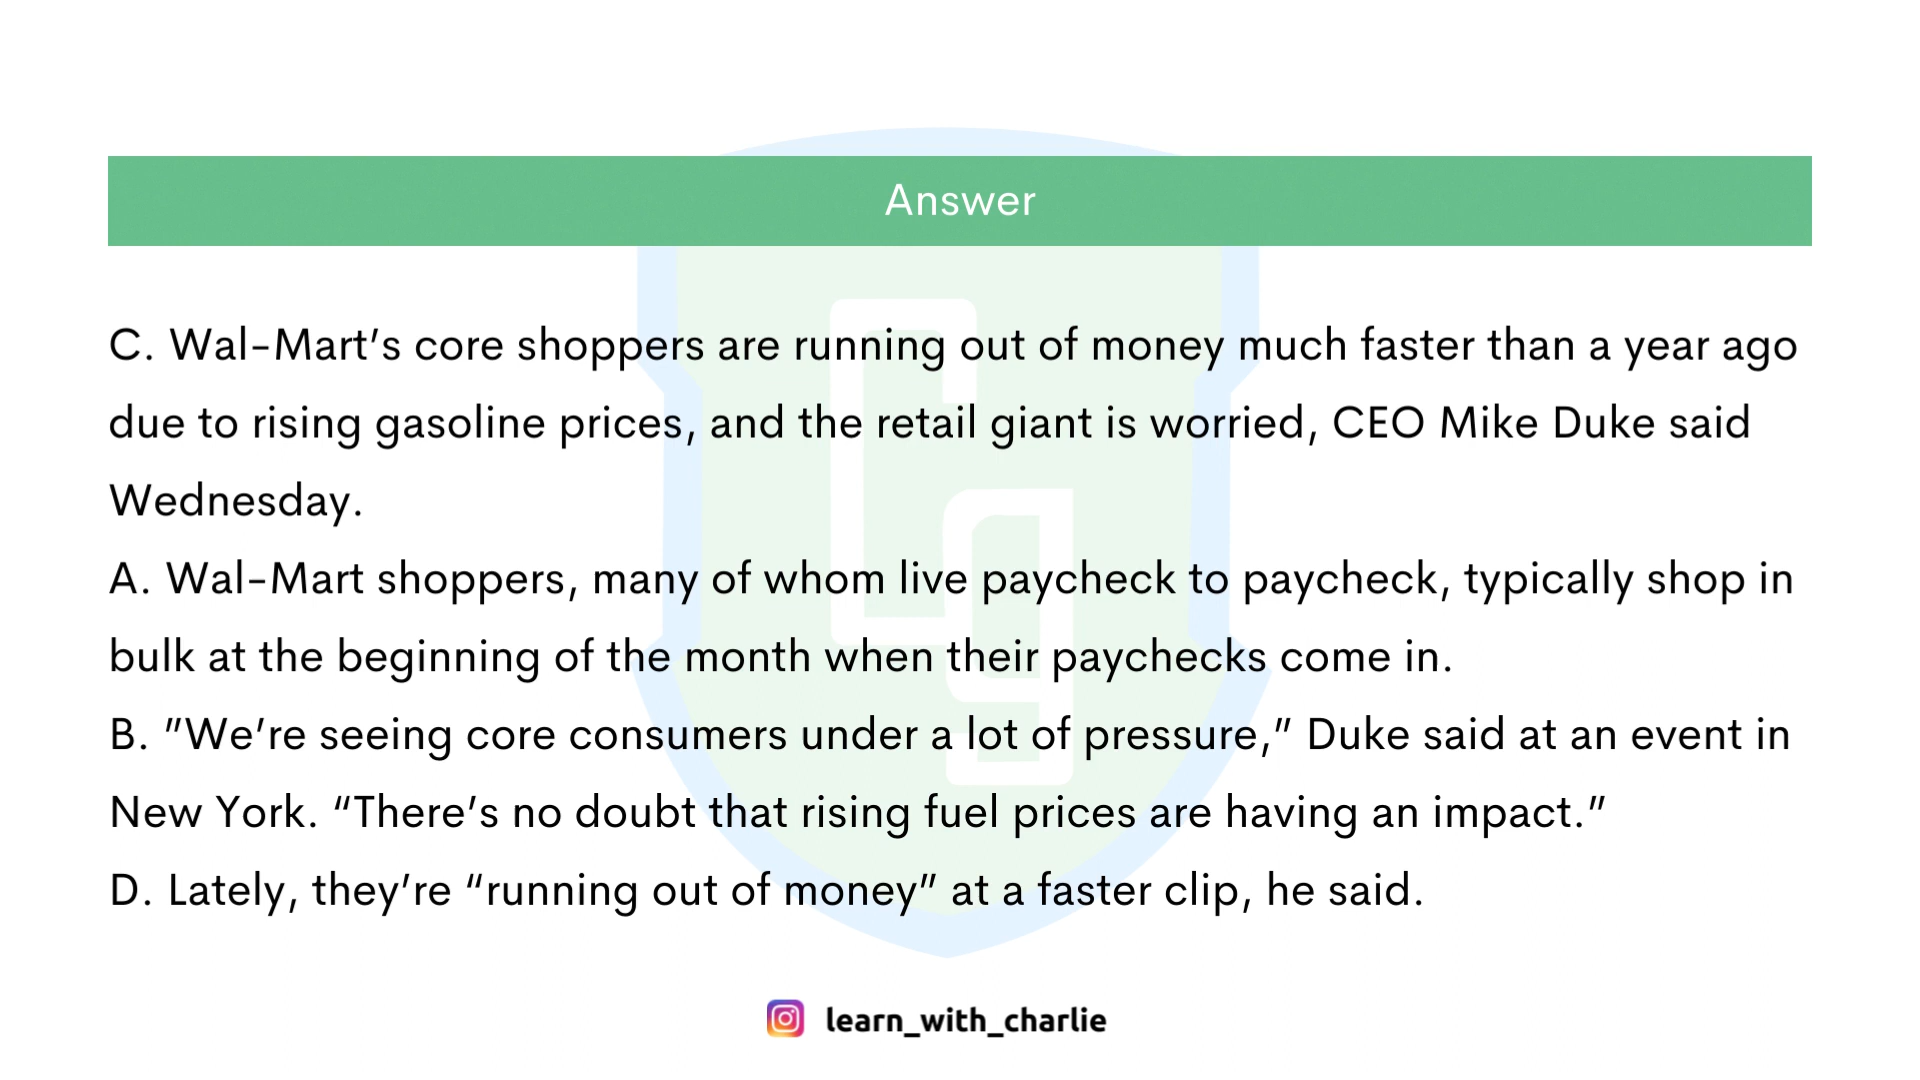 Answer
C. Wal-Mart’s core shoppers are running out of money much faster than a year ago
due to rising gasoline prices, and the retail giant is worried, CEO Mike Duke said
Wednesday.
A. Wal-Mart shoppers, many of whom live paycheck to paycheck, typically shop in
bulk at the beginning of the month when their paychecks come in.
B. ”We’re seeing core consumers under a lot of pressure,” Duke said at an event in
New York. “There’s no doubt that rising fuel prices are having an impact.”
D. Lately, they’re “running out of money” at a faster clip, he said.
learn_with_charlie